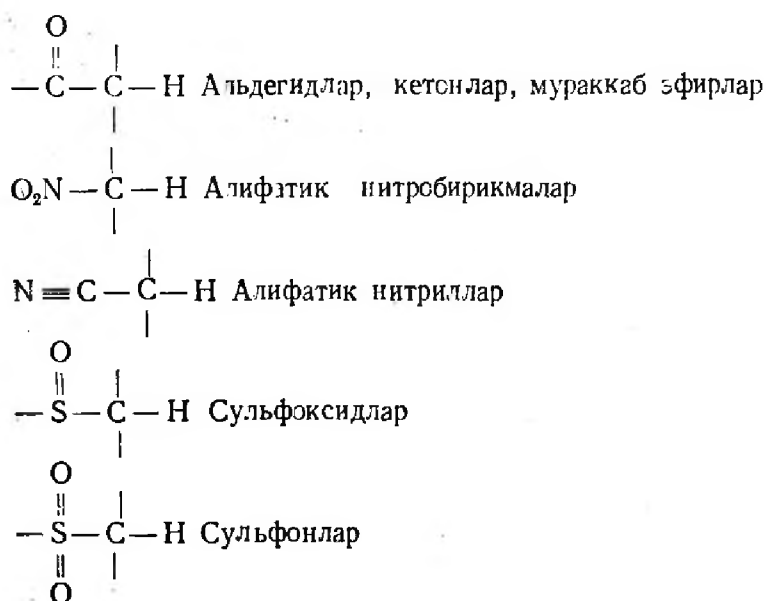 O
|| |
—C—C—H Альдегидлар, кетонлар, мураккаб эфирлар
|
|
O₂N—C—H Алифатик нитробирикмалар
|
|
N≡C—C—H Алифатик нитриллар
|
O
|| |
—S—C—H Сульфоксидлар
|
O
|| |
—S—C—H Сульфонлар
|| |
O